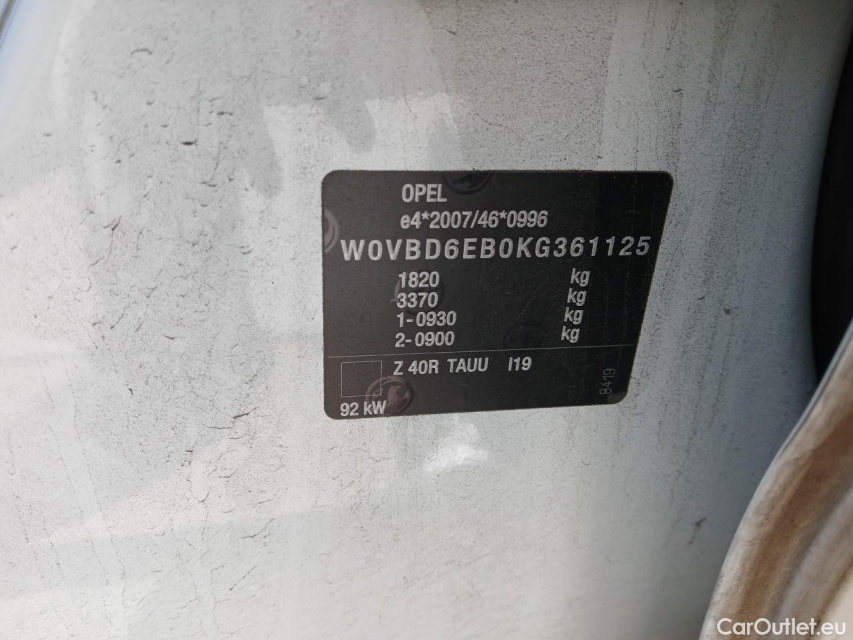 OPEL
e4*2007/46*0996
W0VBD6EB0KG361125
1820 kg
3370 kg
1-0930 kg
2-0900 kg
Z 40R TAUU I19
92 kW
8419
CarOutlet.eu